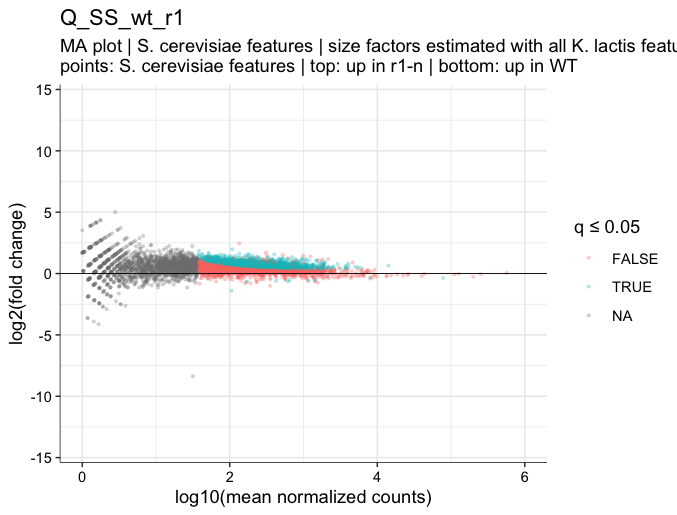 Q_SS_wt_r1
MA plot | S. cerevisiae features | size factors estimated with all K. lactis featu
points: S. cerevisiae features | top: up in r1-n | bottom: up in WT
15
10
5
0
-5
-10
-15
log2(fold change)
0
2
4
6
log10(mean normalized counts)
q ≤ 0.05
FALSE
TRUE
NA